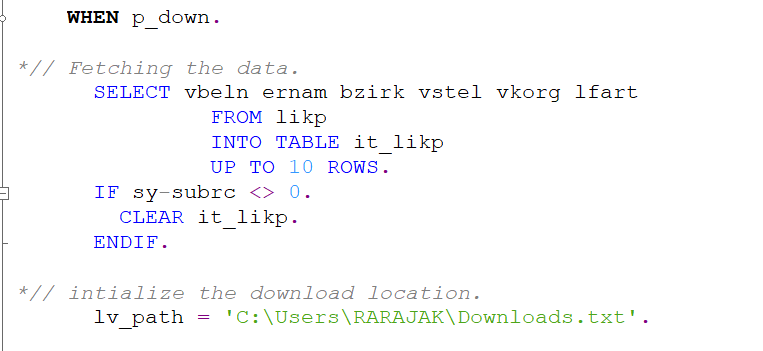 WHEN p_down.
*// Fetching the data.
SELECT vbeln ernam bzirk vstel vkorg lfart
FROM likp
INTO TABLE it_likp
UP TO 10 ROWS.
IF sy-subrc <> 0.
CLEAR it_likp.
ENDIF.
*// intialize the download location.
lv_path = 'C:\Users\RARAJAK\Downloads.txt'.